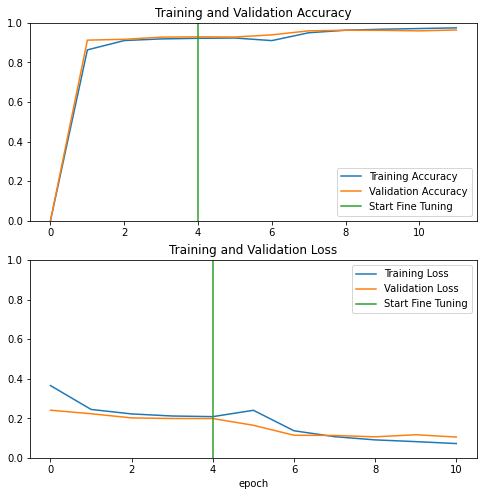 Training and Validation Accuracy
1.0
0.8
0.6
0.4
0.2
0.0
Training Accuracy
Validation Accuracy
Start Fine Tuning
0 2 4 6 8 10
Training and Validation Loss
1.0
0.8
0.6
0.4
0.2
0.0
Training Loss
Validation Loss
Start Fine Tuning
0 2 4 6 8 10
epoch